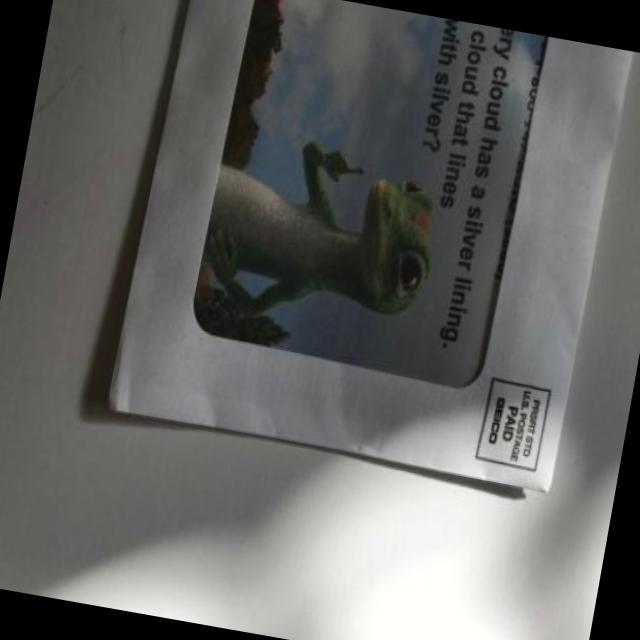 ry cloud has a silver lining.
cloud that lines
with silver?
PRSRT STD
U.S. POSTAGE
PAID
GEICO